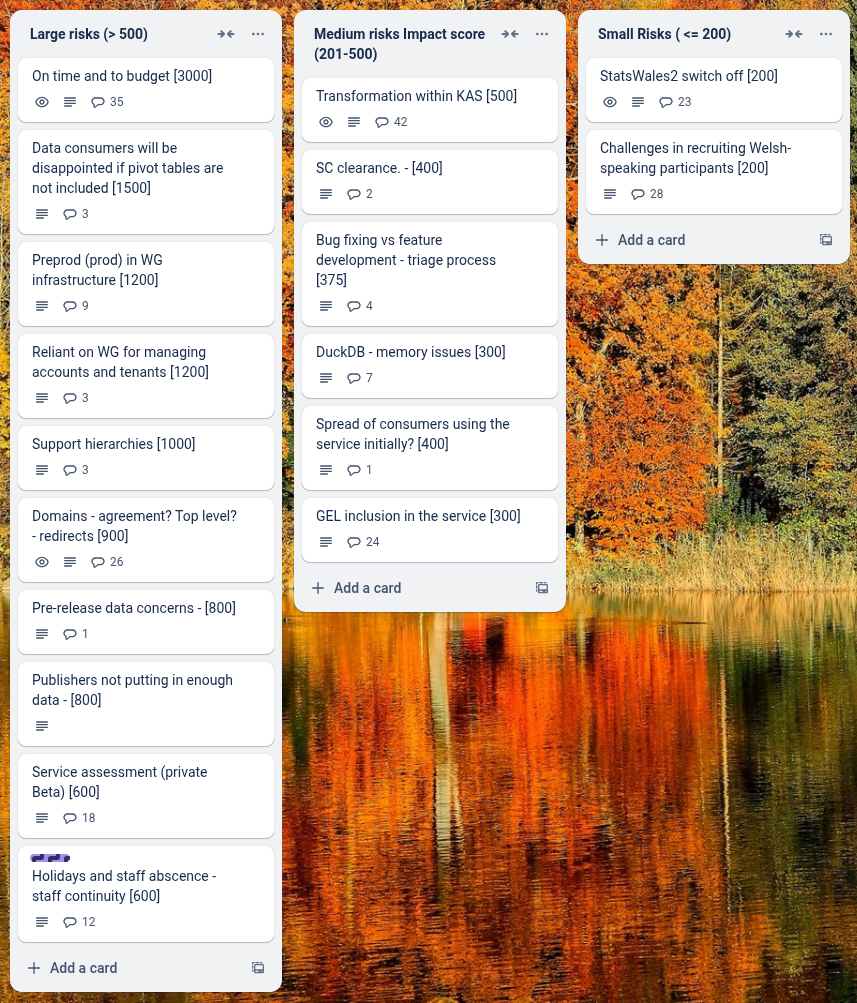 Large risks (> 500)
On time and to budget [3000]
35
Data consumers will be
disappointed if pivot tables are
not included [1500]
3
Preprod (prod) in WG
infrastructure [1200]
9
Reliant on WG for managing
accounts and tenants [1200]
3
Support hierarchies [1000]
3
Domains - agreement? Top level?
- redirects [900]
26
Pre-release data concerns - [800]
1
Publishers not putting in enough
data - [800]
Service assessment (private
Beta) [600]
18
Holidays and staff abscence -
staff continuity [600]
12
Add a card
Medium risks Impact score
(201-500)
Transformation within KAS [500]
42
SC clearance. - [400]
2
Bug fixing vs feature
development - triage process
[375]
4
DuckDB - memory issues [300]
7
Spread of consumers using the
service initially? [400]
1
GEL inclusion in the service [300]
24
Add a card
Small Risks ( <= 200)
StatsWales2 switch off [200]
23
Challenges in recruiting Welsh-
speaking participants [200]
28
Add a card